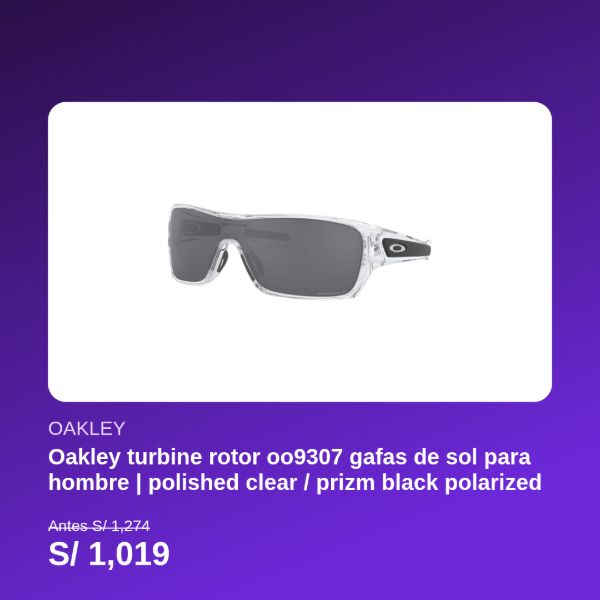 OAKLEY
Oakley turbine rotor oo9307 gafas de sol para
hombre | polished clear / prizm black polarized
Antes S/ 1,274
S/ 1,019